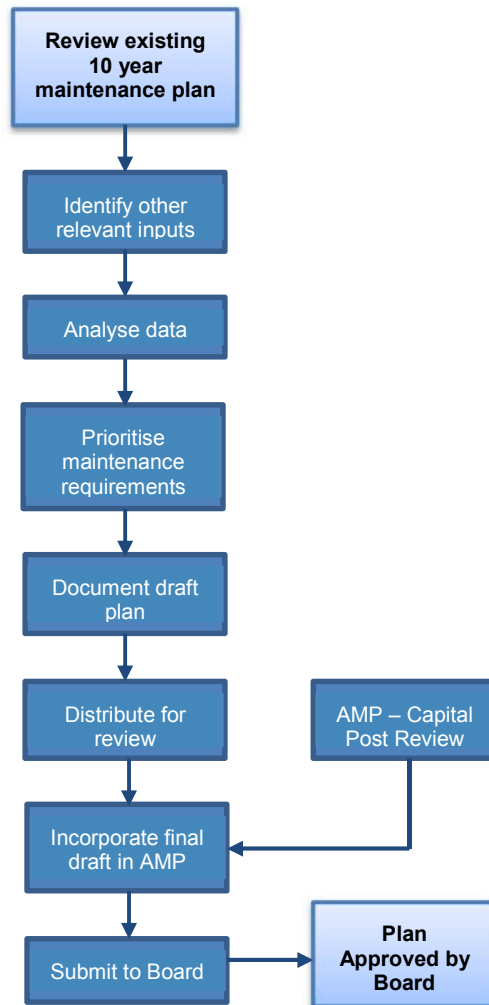 Review existing
10 year
maintenance plan
Identify other
relevant inputs
Analyse data
Prioritise
maintenance
requirements
Document draft
plan
Distribute for
review
AMP – Capital
Post Review
Incorporate final
draft in AMP
Submit to Board
Plan
Approved by
Board